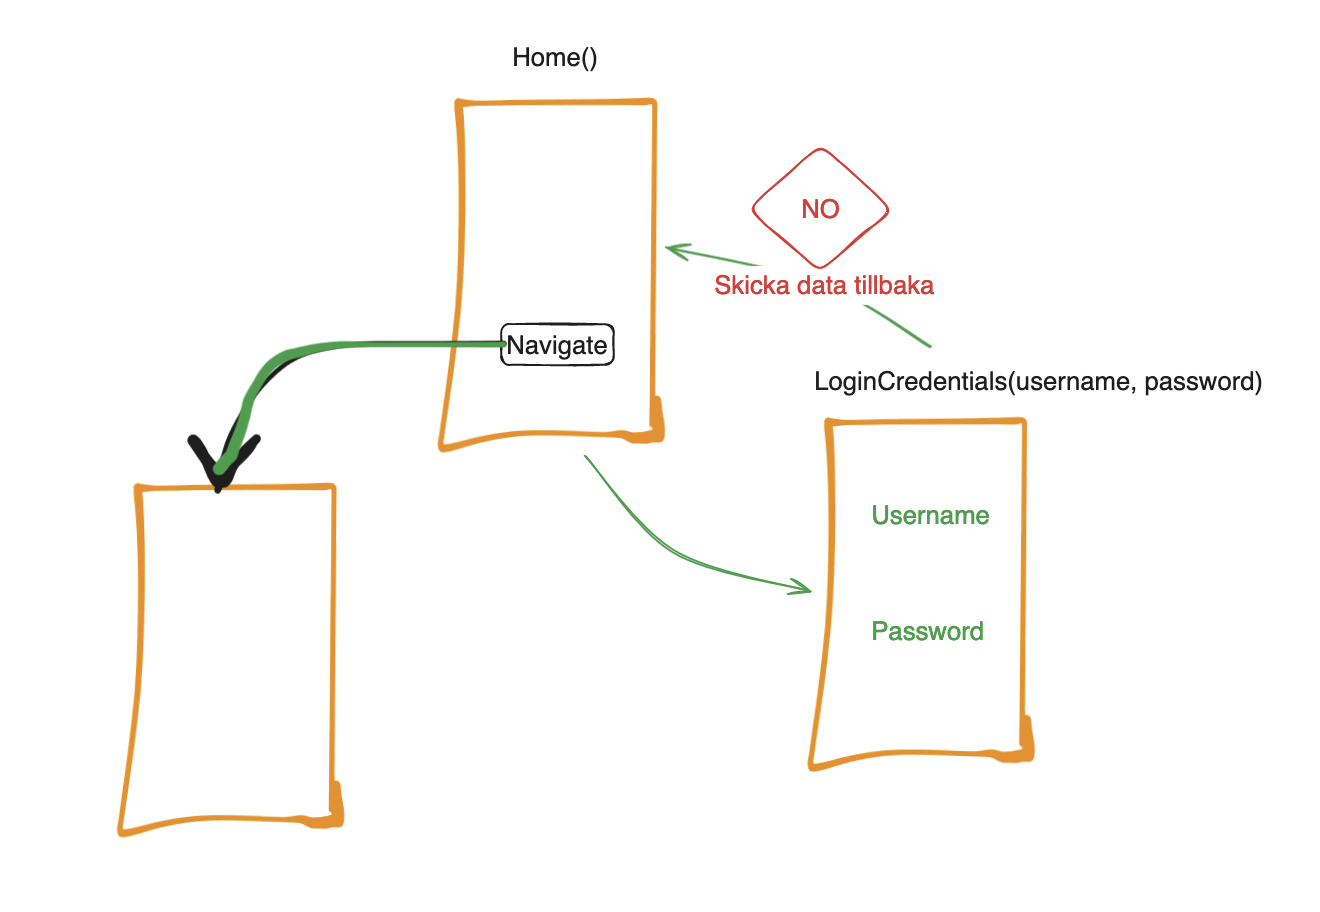 Home()
NO
Skicka data tillbaka
Navigate
LoginCredentials(username, password)
Username
Password